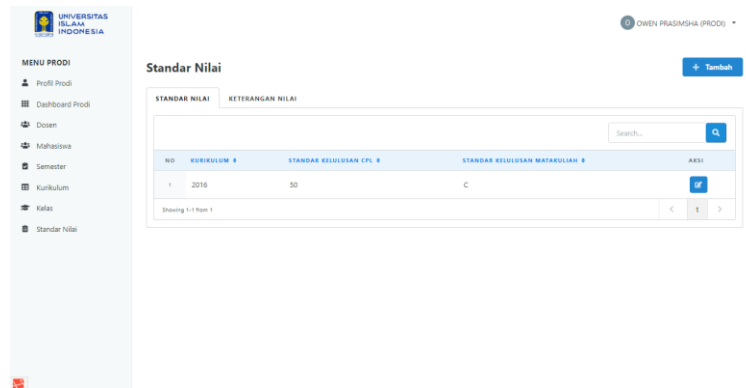 UNIVERSITAS
ISLAM
INDONESIA
O OWEN PRASIMSHA (PRODI)
MENU PRODI
Profil Prodi
Dashboard Prodi
Dosen
Mahasiswa
Semester
Kurikulum
Kelas
Standar Nilai
Standar Nilai
+ Tambah
STANDAR NILAI KETERANGAN NILAI
Search...
NO KURIKULUM STANDAR KELULUSAN CPL STANDAR KELULUSAN MATAKULIAH AKSI
1 2016 50 C
Showing 1-1 from 1
< 1 >